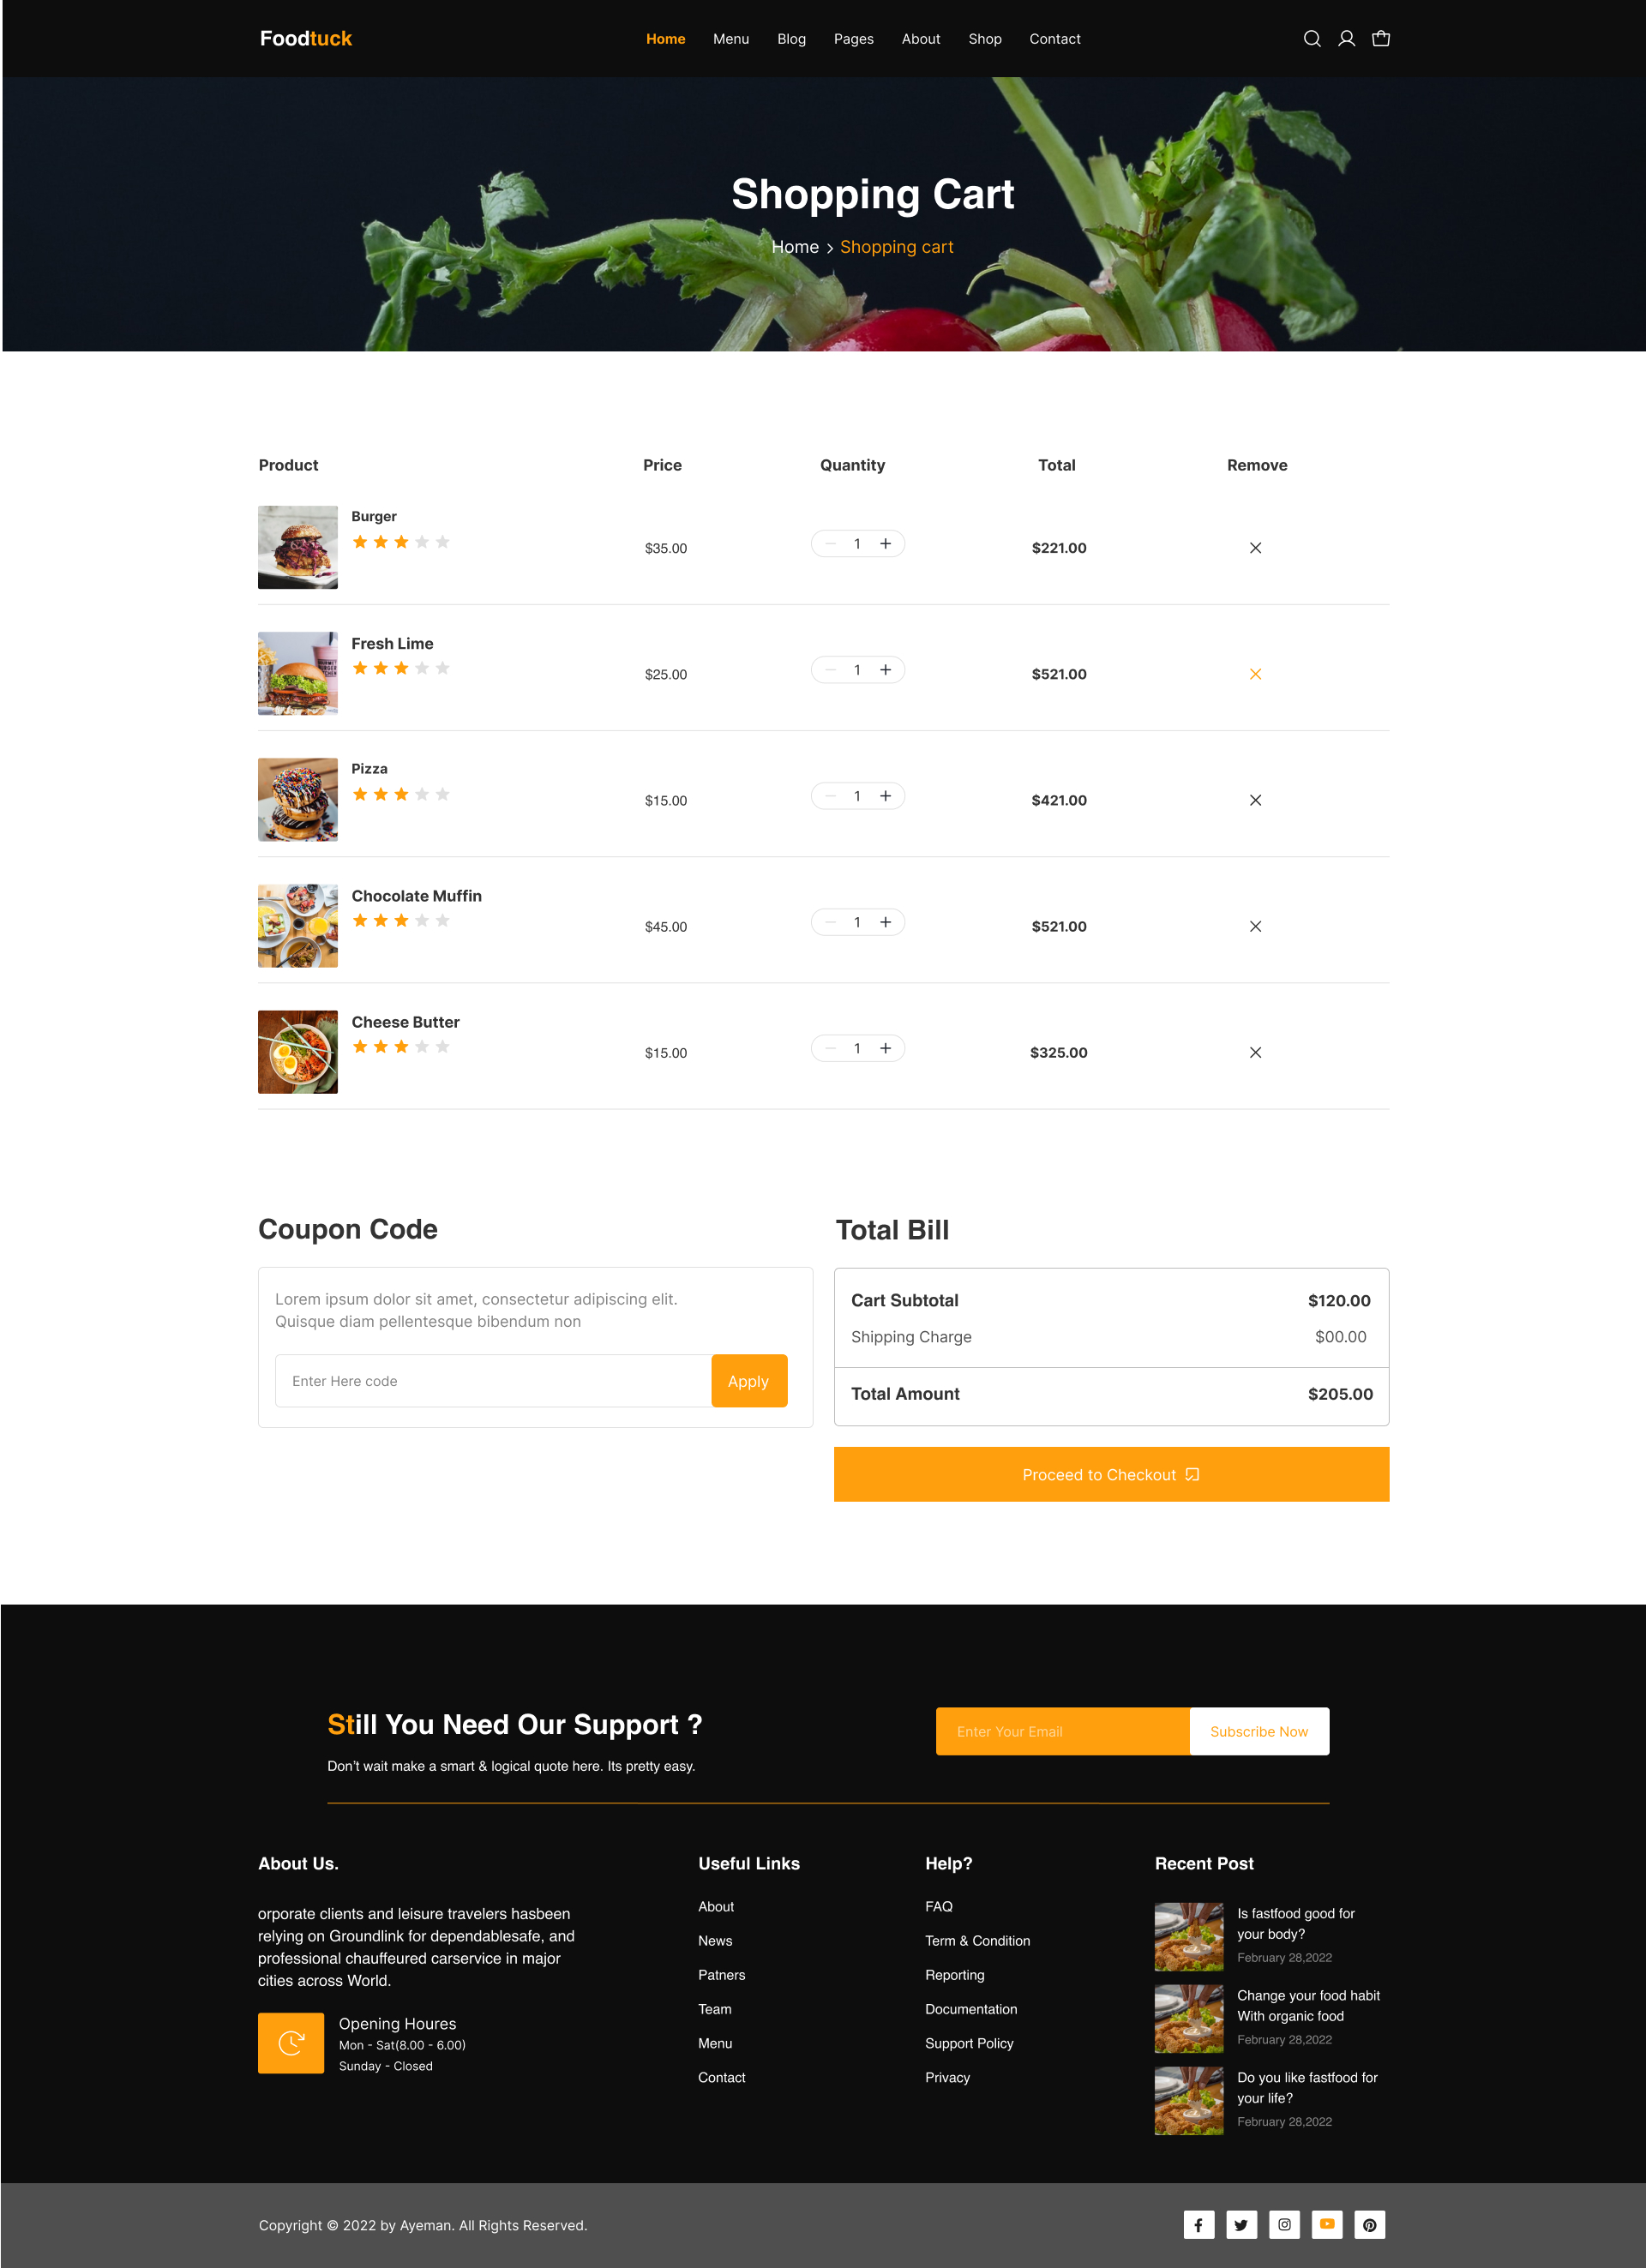 Foodtuck
Home Menu Blog Pages About Shop Contact
Shopping Cart
Home > Shopping cart
Product Price Quantity Total Remove
Burger
$35.00 1 $221.00
Fresh Lime
$25.00 1 $521.00
Pizza
$15.00 1 $421.00
Chocolate Muffin
$45.00 1 $521.00
Cheese Butter
$15.00 1 $325.00
Coupon Code
Lorem ipsum dolor sit amet, consectetur adipiscing elit.
Quisque diam pellentesque bibendum non
Enter Here code Apply
Total Bill
Cart Subtotal $120.00
Shipping Charge $00.00
Total Amount $205.00
Proceed to Checkout
Still You Need Our Support ?
Don’t wait make a smart & logical quote here. Its pretty easy.
Enter Your Email Subscribe Now
About Us.
orporate clients and leisure travelers hasbeen
relying on Groundlink for dependablesafe, and
professional chauffeured carservice in major
cities across World.
Opening Houres
Mon - Sat(8.00 - 6.00)
Sunday - Closed
Useful Links
About
News
Patners
Team
Menu
Contact
Help?
FAQ
Term & Condition
Reporting
Documentation
Support Policy
Privacy
Recent Post
Is fastfood good for
your body?
February 28,2022
Change your food habit
With organic food
February 28,2022
Do you like fastfood for
your life?
February 28,2022
Copyright © 2022 by Ayeman. All Rights Reserved.